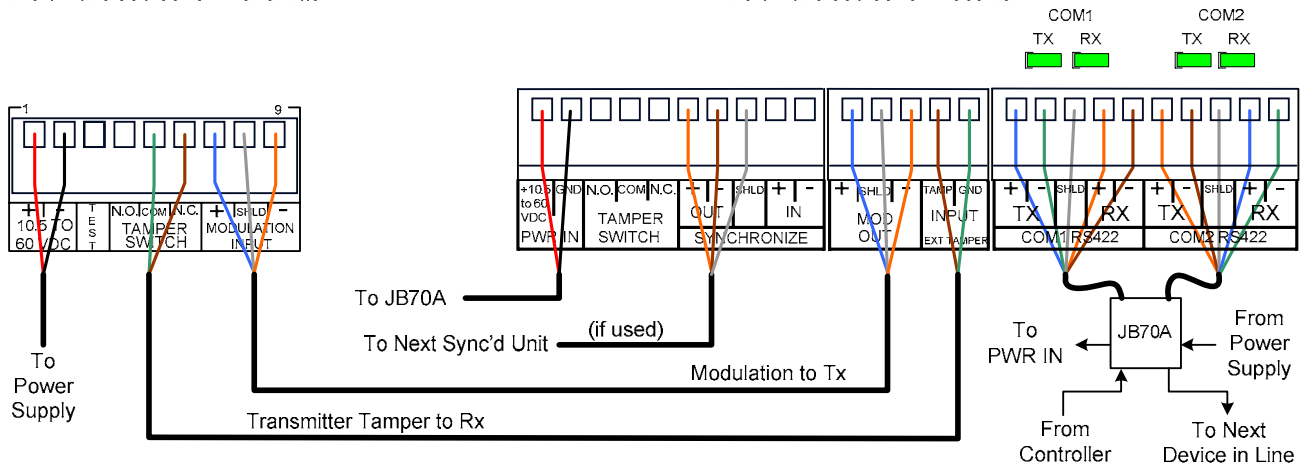 COM1 COM2
TX RX TX RX
1 9
+ - TEST N.O. COM N.C. + SHLD -
10.5 TO 60 VDC TAMPER SWITCH MODULATION INPUT
+10.5 to 60 VDC GND N.O. COM N.C. + - SHLD + -
PWR IN TAMPER SWITCH OUT IN
SYNCHRONIZE
+ SHLD - TAMP GND
MOD OUT INPUT
EXT TAMPER
+ - SHLD + - + - SHLD + -
TX RX TX RX
COM1 RS422 COM2 RS422
To JB70A
To Next Sync'd Unit (if used)
To
Power
Supply
Modulation to Tx
Transmitter Tamper to Rx
To
PWR IN
JB70A
From
Power
Supply
From
Controller
To Next
Device in Line